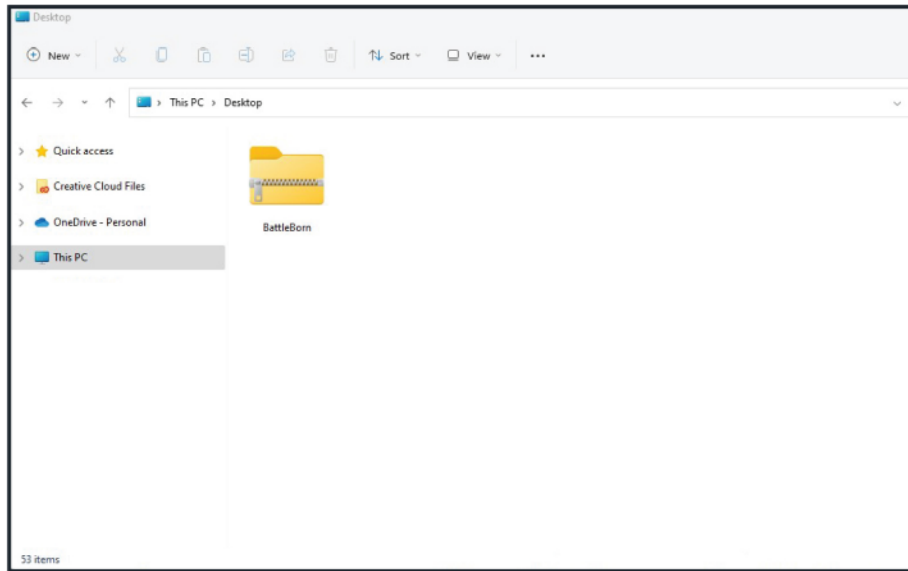 Desktop
New
Sort
View
This PC > Desktop
Quick access
Creative Cloud Files
OneDrive - Personal
This PC
BattleBorn
53 items